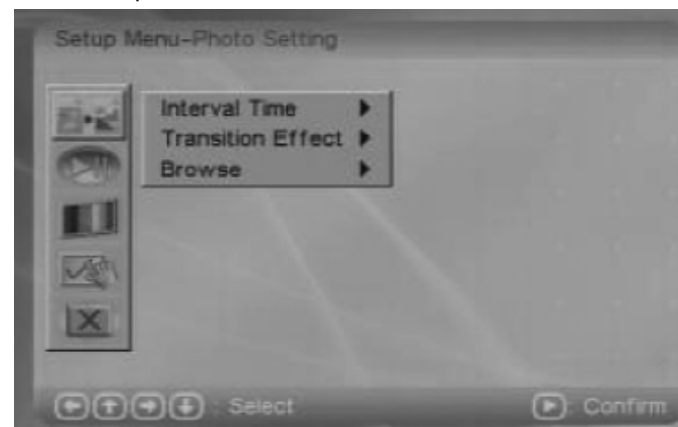 Setup Menu-Photo Setting
Interval Time
Transition Effect
Browse
: Select
: Confirm